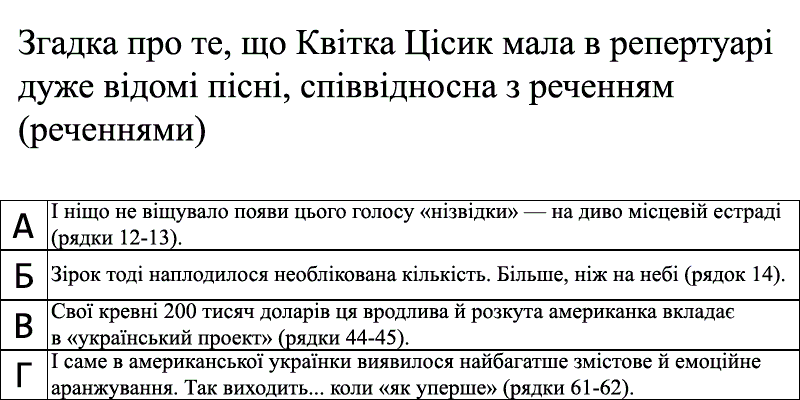 Згадка про те, що Квітка Цісик мала в репертуарі
дуже відомі пісні, співвідносна з реченням
(реченнями)
А
І ніщо не віщувало появи цього голосу «нізвідки» — на диво місцевій естраді
(рядки 12-13).
Б
Зірок тоді наплодилося необлікована кількість. Більше, ніж на небі (рядок 14).
В
Свої кревні 200 тисяч доларів ця вродлива й розкута американка вкладає
в «український проект» (рядки 44-45).
Г
І саме в американської українки виявилося найбагатше змістове й емоційне
аранжування. Так виходить... коли «як уперше» (рядки 61-62).